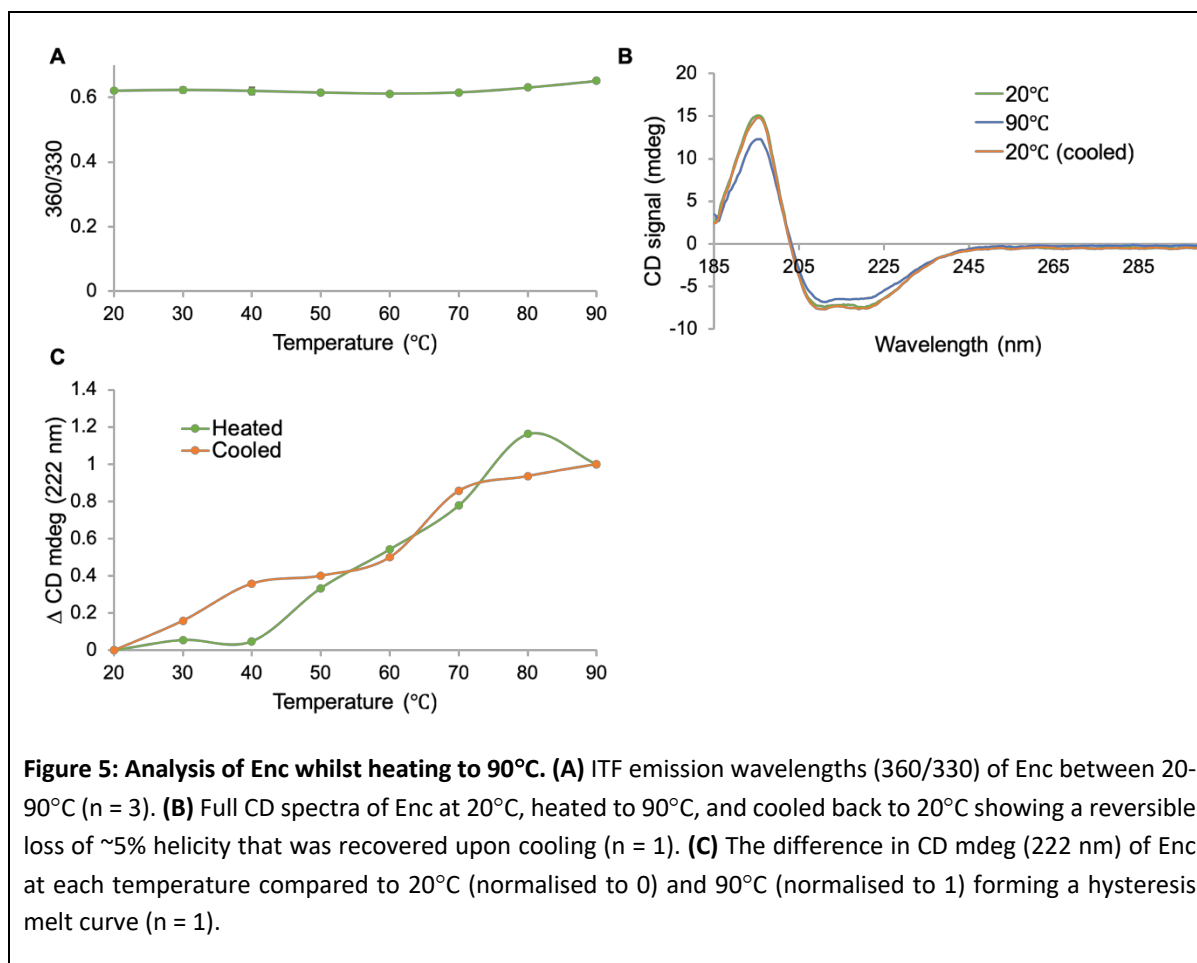 A
0.6
0.4
0.2
0
360/330
20 30 40 50 60 70 80 90
Temperature (℃)
B
20
15
10
5
0
-5
-10
CD signal (mdeg)
185 205 225 245 265 285
Wavelength (nm)
20℃
90℃
20℃ (cooled)
C
1.4
1.2
1
0.8
0.6
0.4
0.2
0
Δ CD mdeg (222 nm)
Heated
Cooled
20 30 40 50 60 70 80 90
Temperature (℃)
Figure 5: Analysis of Enc whilst heating to 90°C. (A) ITF emission wavelengths (360/330) of Enc between 20-
90°C (n = 3). (B) Full CD spectra of Enc at 20°C, heated to 90°C, and cooled back to 20°C showing a reversible
loss of ~5% helicity that was recovered upon cooling (n = 1). (C) The difference in CD mdeg (222 nm) of Enc
at each temperature compared to 20°C (normalised to 0) and 90°C (normalised to 1) forming a hysteresis
melt curve (n = 1).